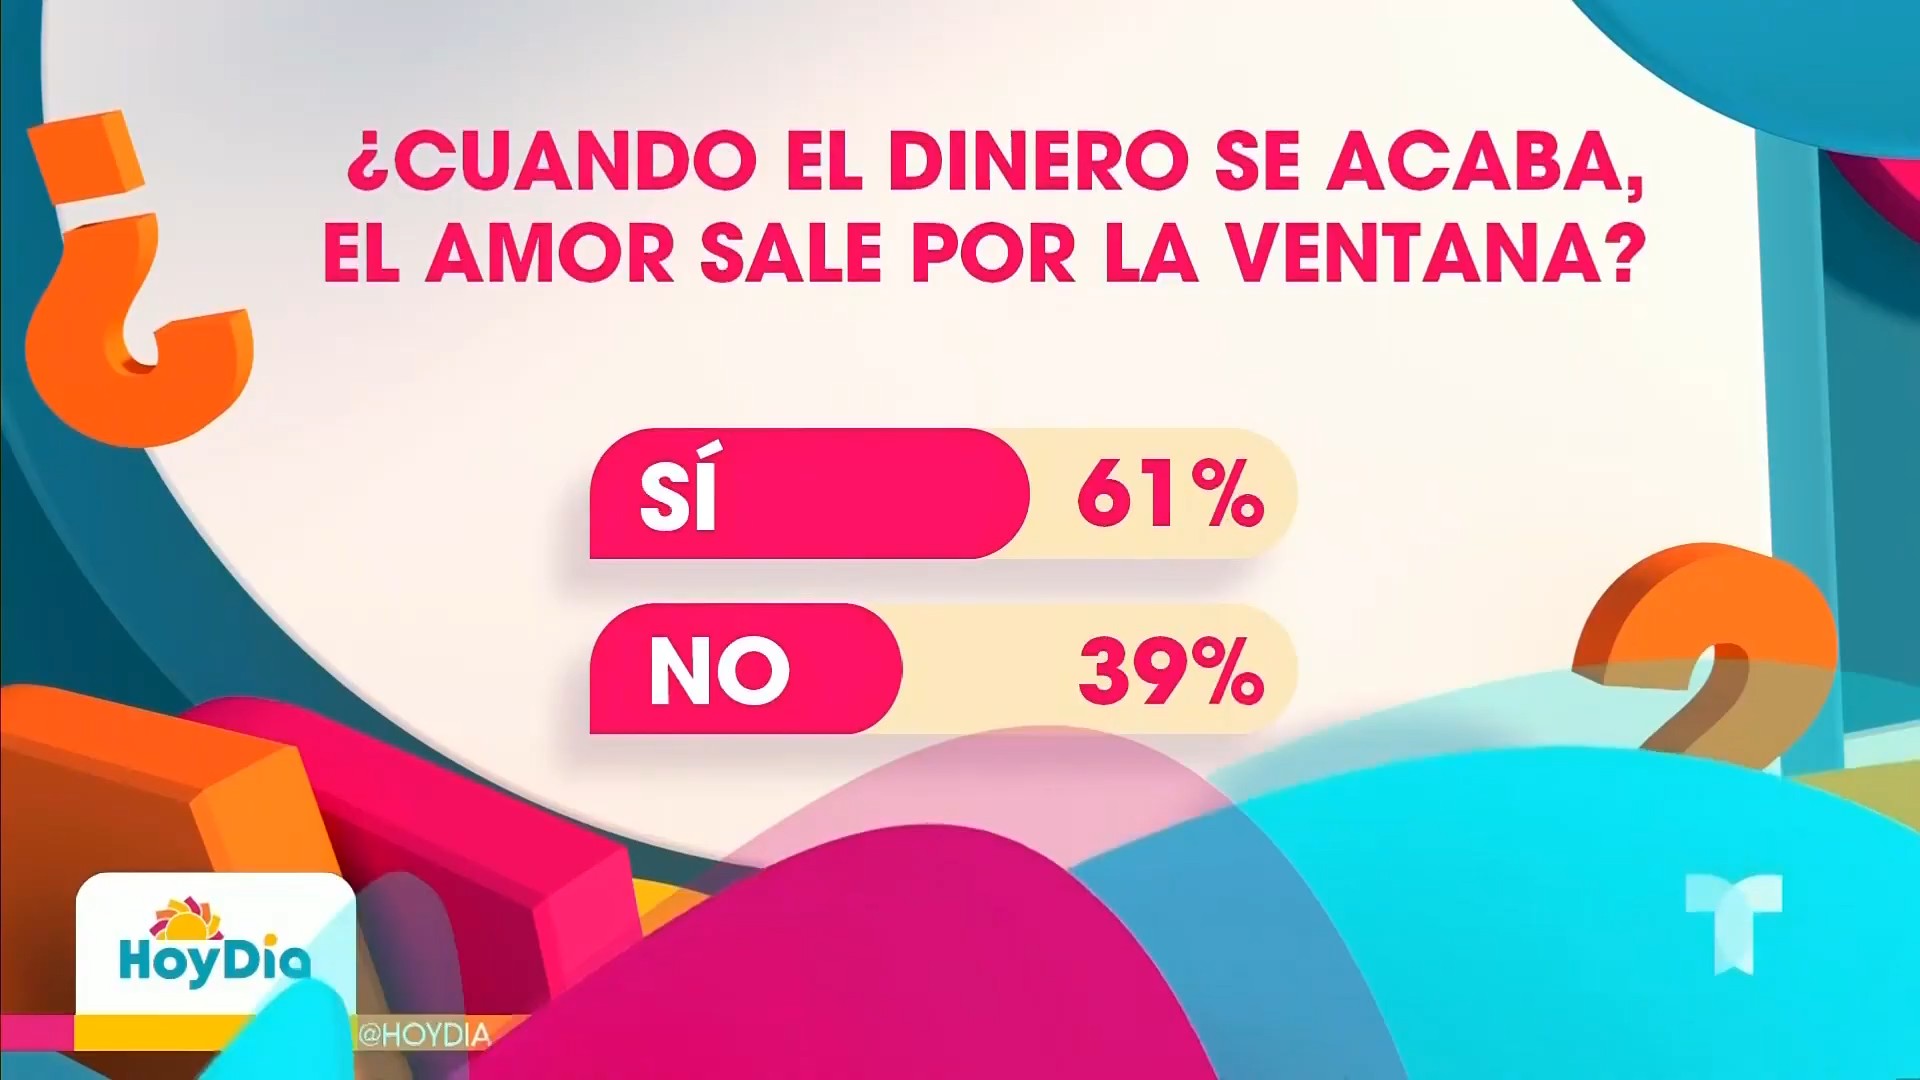 ¿CUANDO EL DINERO SE ACABA,
EL AMOR SALE POR LA VENTANA?
SÍ 61%
NO 39%
HoyDía
@HOYDIA
T